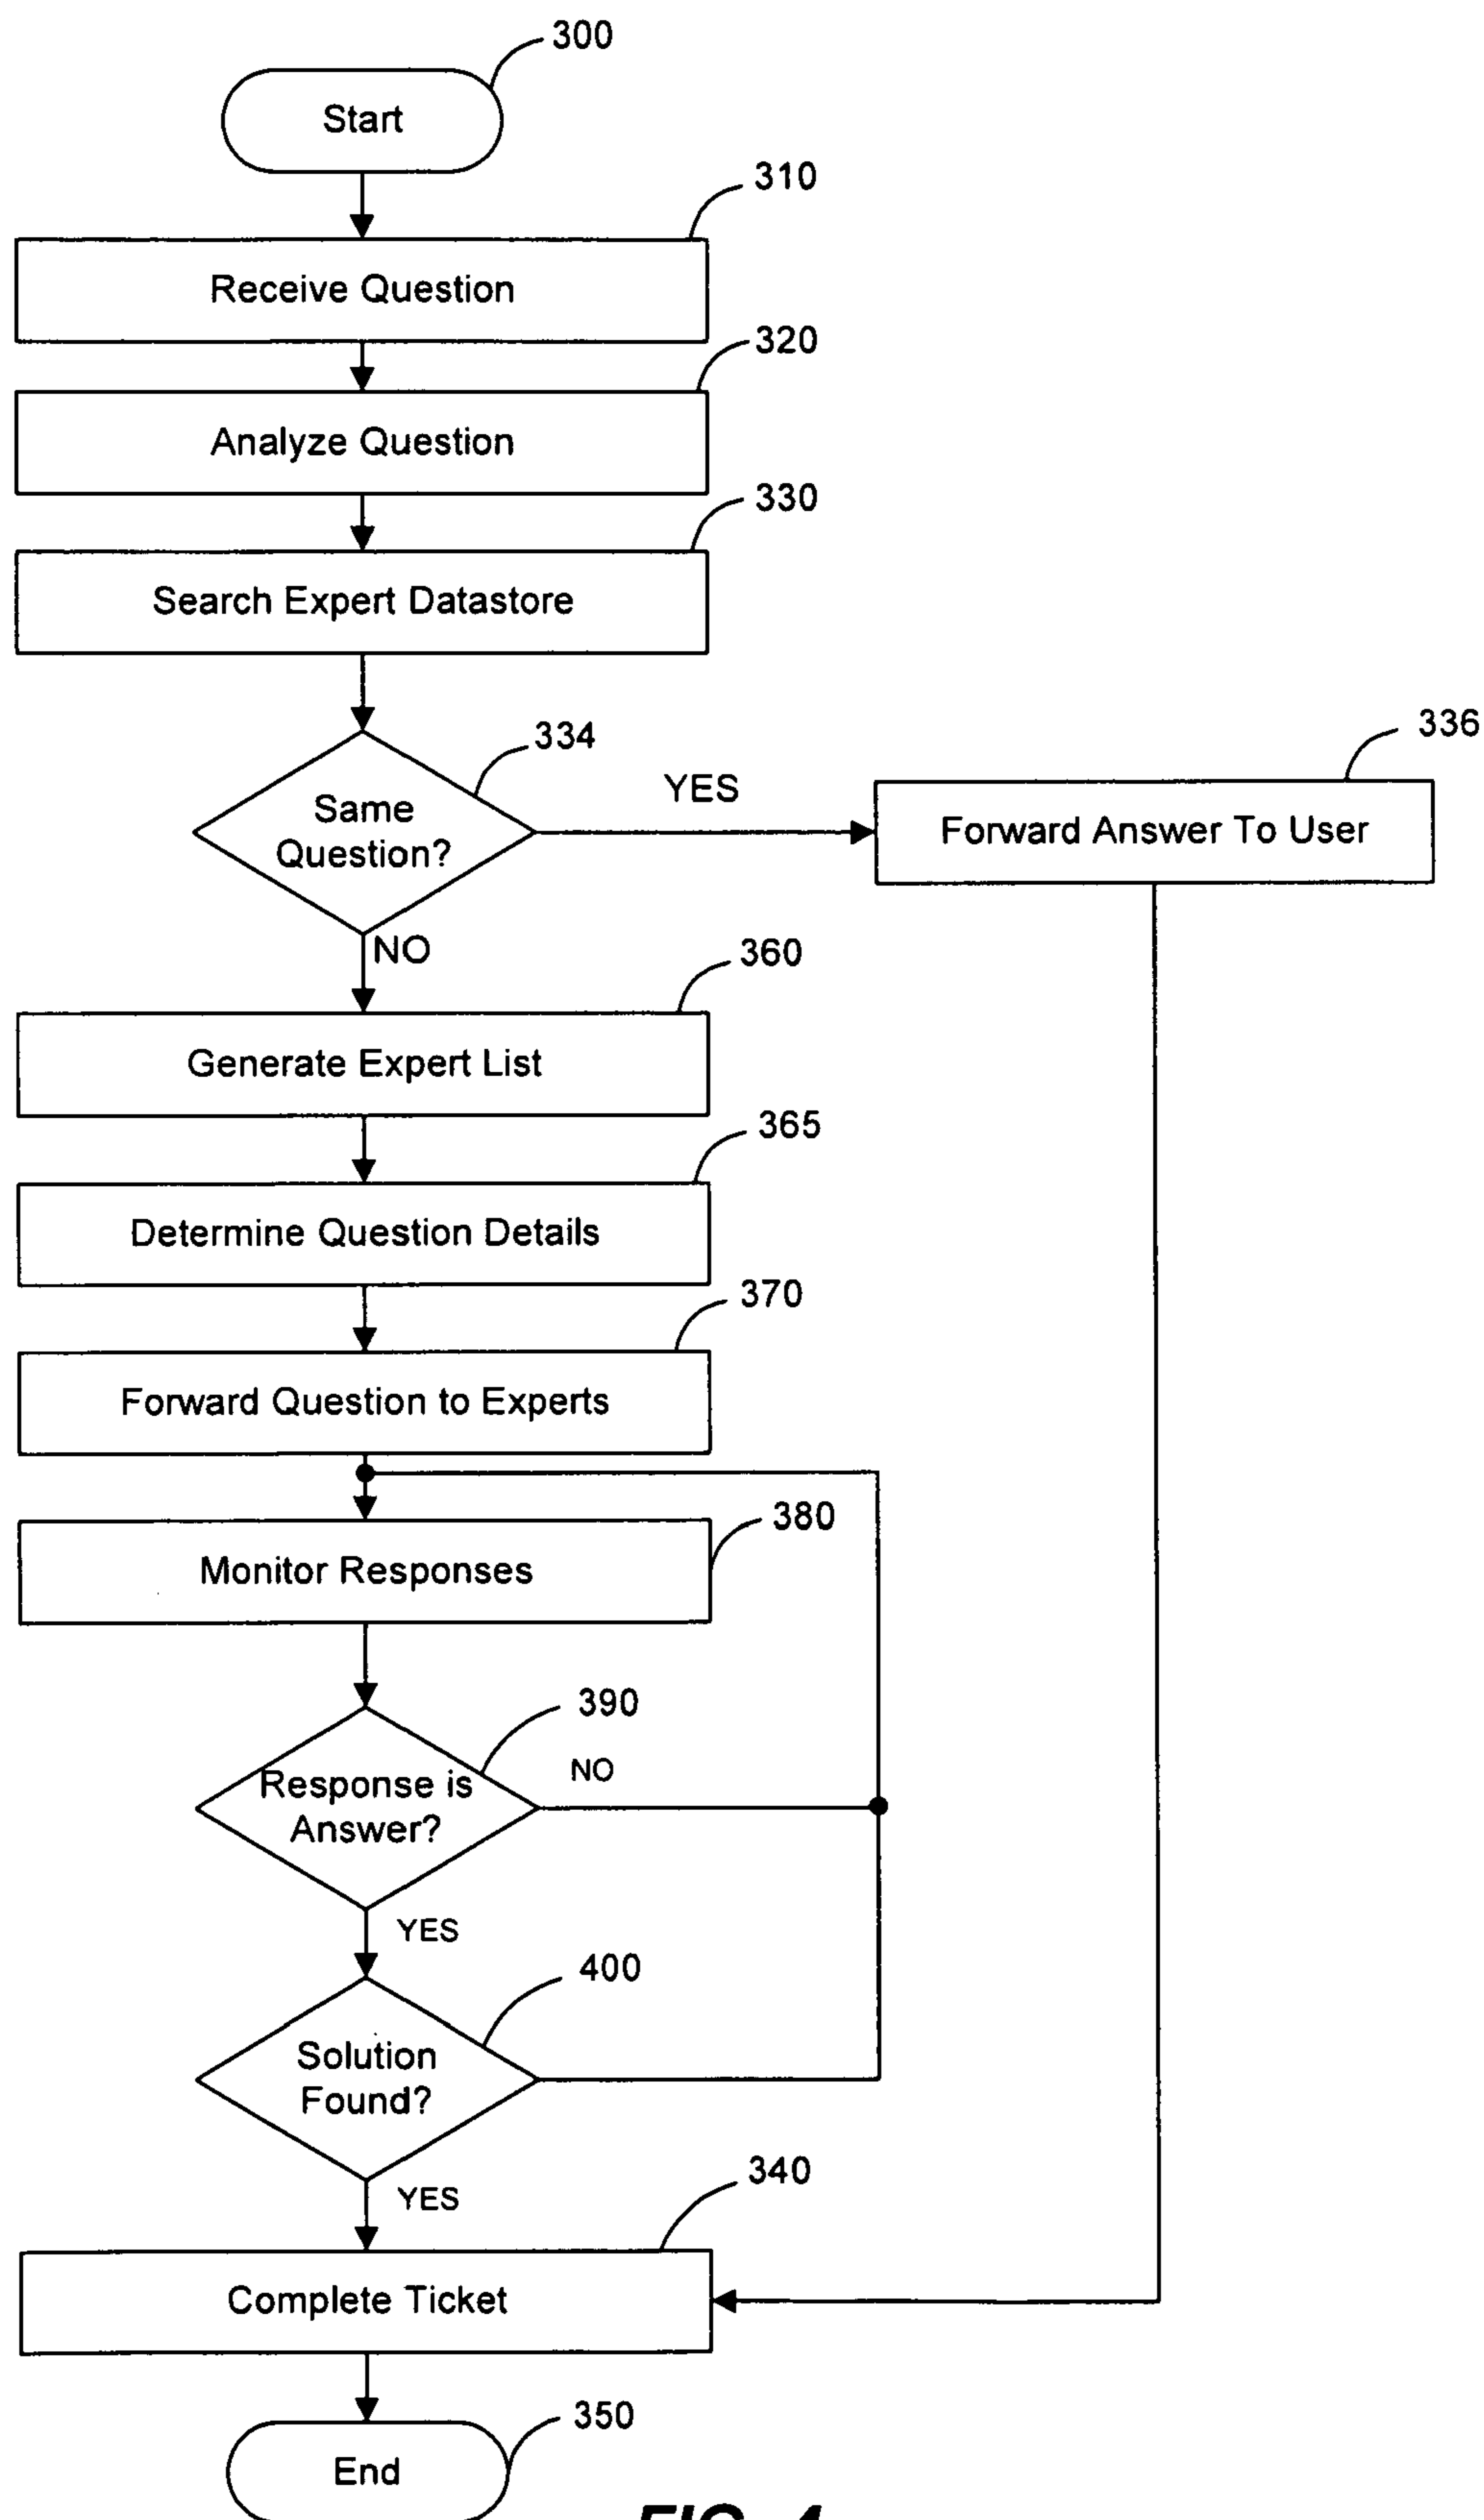 300
Start
310
Receive Question
320
Analyze Question
330
Search Expert Datastore
334
336
Same
Question?
YES
Forward Answer To User
NO
360
Generate Expert List
365
Determine Question Details
370
Forward Question to Experts
380
Monitor Responses
390
Response is
Answer?
NO
YES
400
Solution
Found?
YES
340
Complete Ticket
350
End